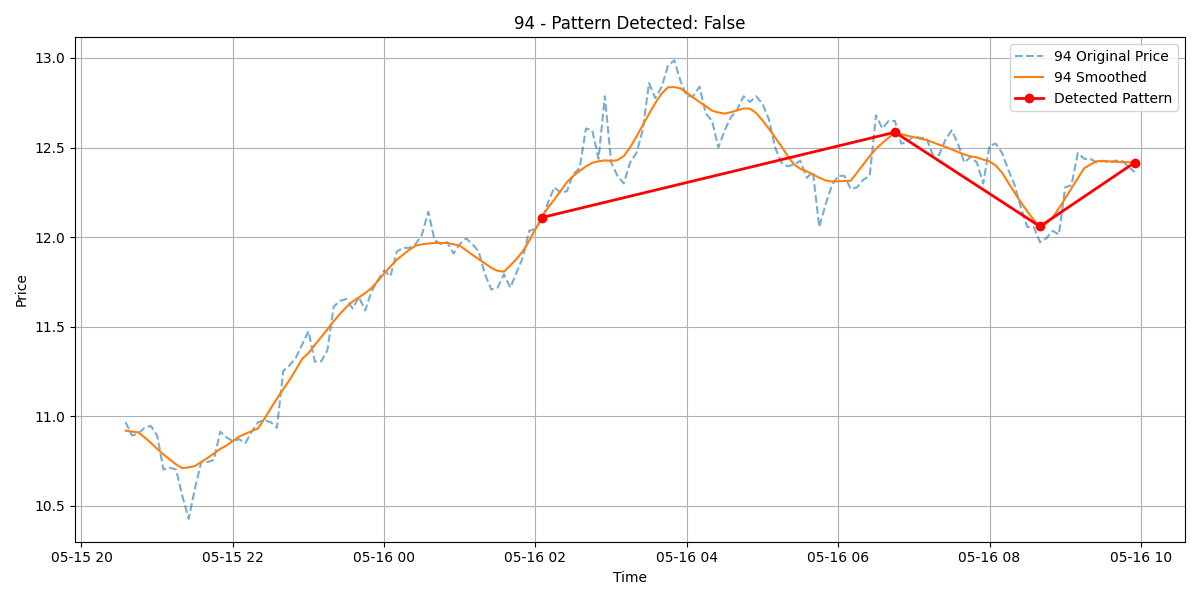 94 - Pattern Detected: False
94 Original Price
94 Smoothed
Detected Pattern
Price
13.0
12.5
12.0
11.5
11.0
10.5
05-15 20
05-15 22
05-16 00
05-16 02
05-16 04
05-16 06
05-16 08
05-16 10
Time